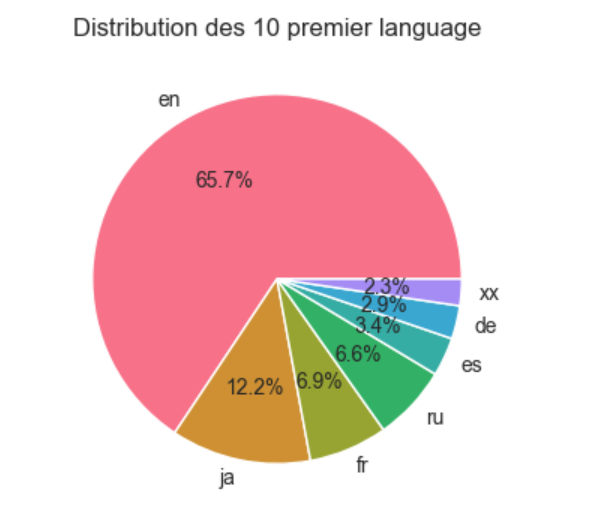 Distribution des 10 premier language
en
65.7%
2.3%
xx
2.9%
de
3.4%
es
6.6%
ru
6.9%
fr
12.2%
ja